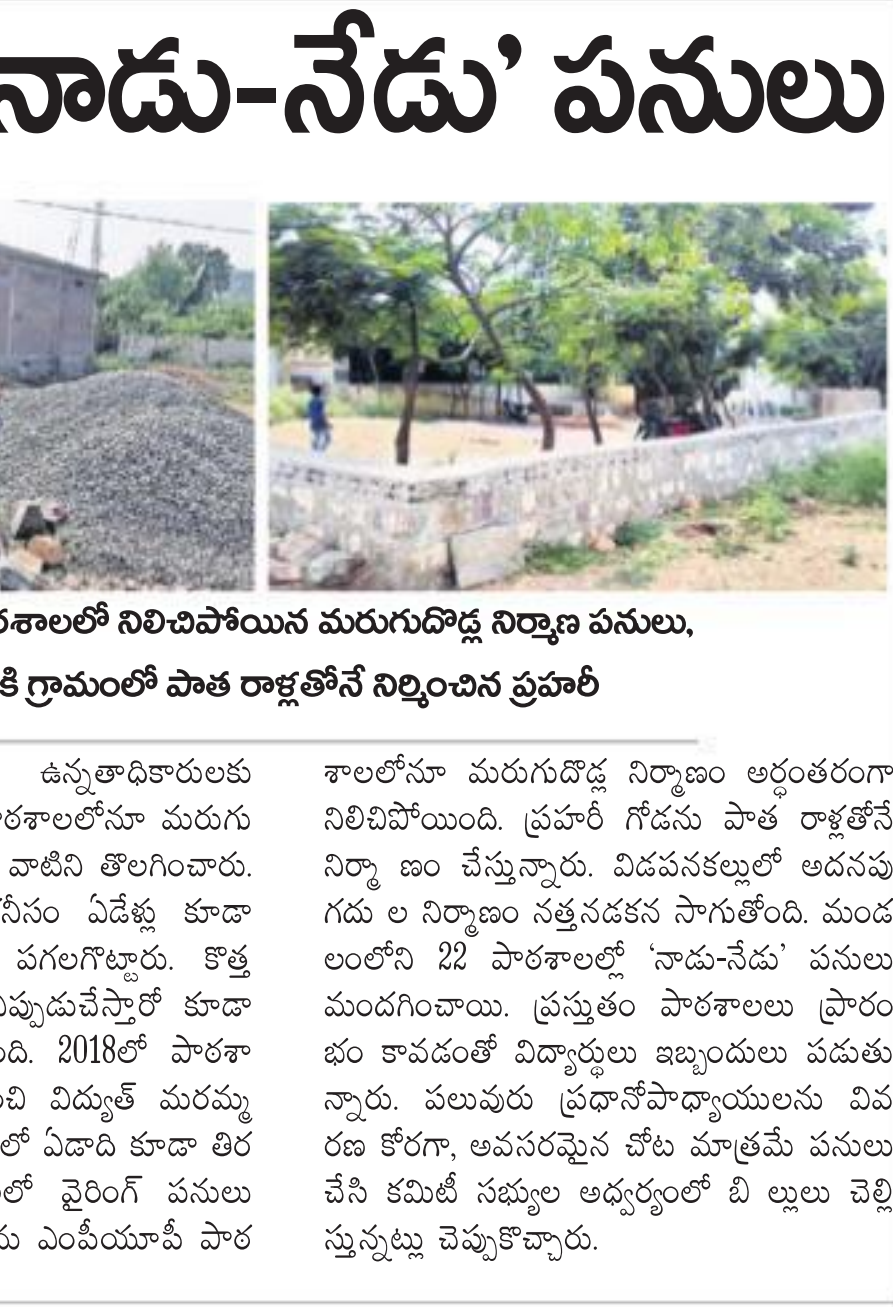 నాడు-నేడు’ పనులు
నిలిచిపోయిన మరుగుదొడ్ల నిర్మాణ పనులు,
కి గ్రామంలో పాత రాళ్లతోనే నిర్మించిన ప్రహరీ
ఉన్నతాధికారులకు
ఠశాలలోనూ మరుగు
వాటిని తొలగించారు.
నీసం ఏడేళ్లు కూడా
పగలగొట్టారు. కొత్త
ప్పుడుచేస్తారో కూడా
ది. 2018లో పాఠశా
చి విద్యుత్ మరమ్మ
లో ఏడాది కూడా తిర
లో వైరింగ్ పనులు
ఎంపీయూపీ పాఠ
శాలలోనూ మరుగుదొడ్ల నిర్మాణం అర్ధంతరంగా
నిలిచిపోయింది. ప్రహరీ గోడను పాత రాళ్లతోనే
నిర్మా ణం చేస్తున్నారు. విడపనకల్లులో అదనపు
గదు ల నిర్మాణం నత్తనడకన సాగుతోంది. మండ
లంలోని 22 పాఠశాలల్లో ‘నాడు-నేడు’ పనులు
మందగించాయి. ప్రస్తుతం పాఠశాలలు ప్రారం
భం కావడంతో విద్యార్థులు ఇబ్బందులు పడుతు
న్నారు. పలువురు ప్రధానోపాధ్యాయులను వివ
రణ కోరగా, అవసరమైన చోట మాత్రమే పనులు
చేసి కమిటీ సభ్యుల అధ్వర్యంలో బి ల్లులు చెల్లి
స్తున్నట్లు చెప్పుకొచ్చారు.